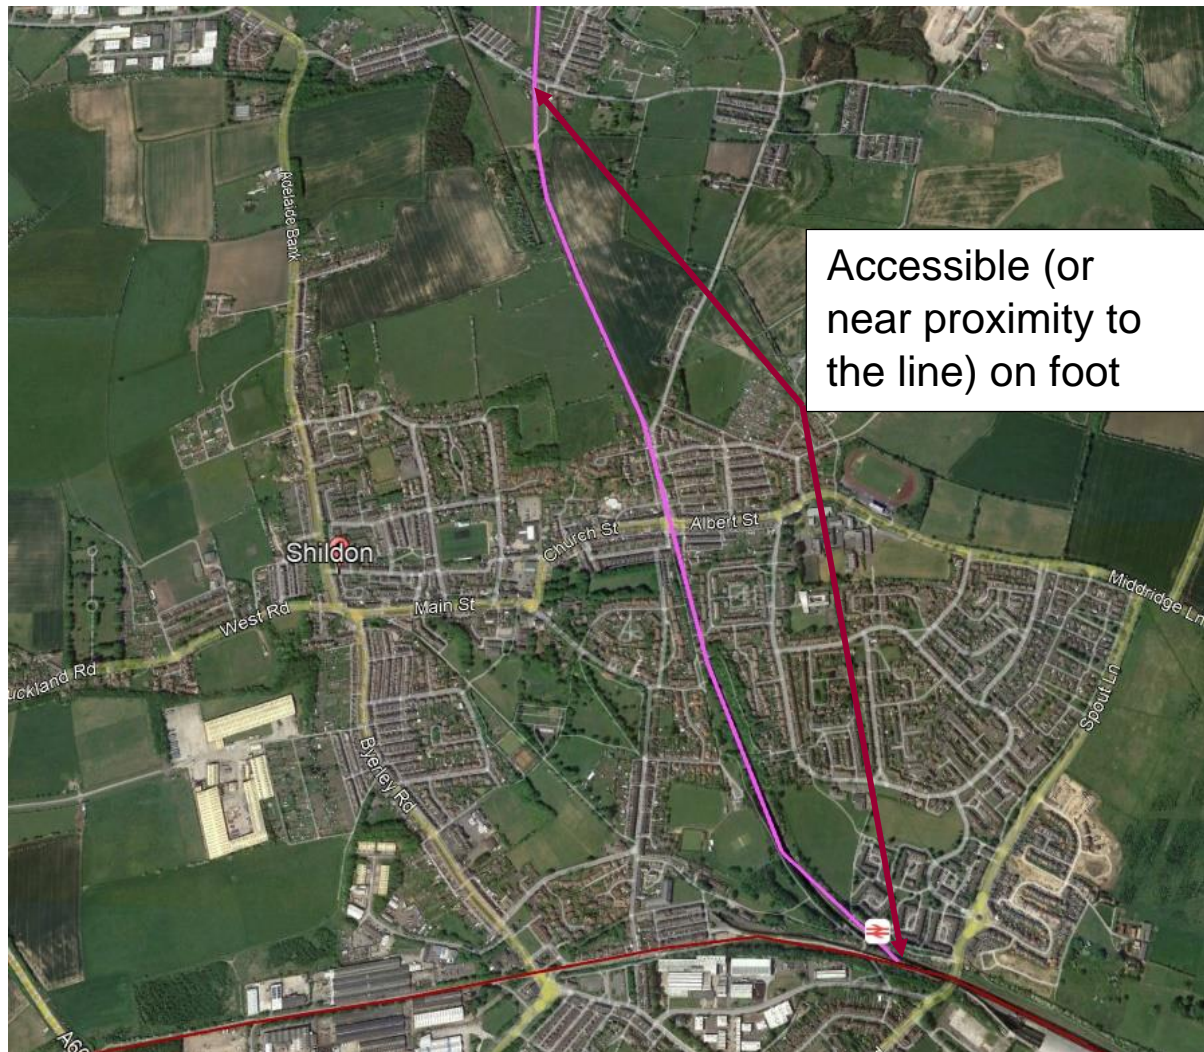 Adelaide Bank
Accessible (or
near proximity to
the line) on foot
Church St
Albert St
Shildon
Middridge Ln
West Rd
Main St
uckland Rd
Spout Ln
Byerley Rd